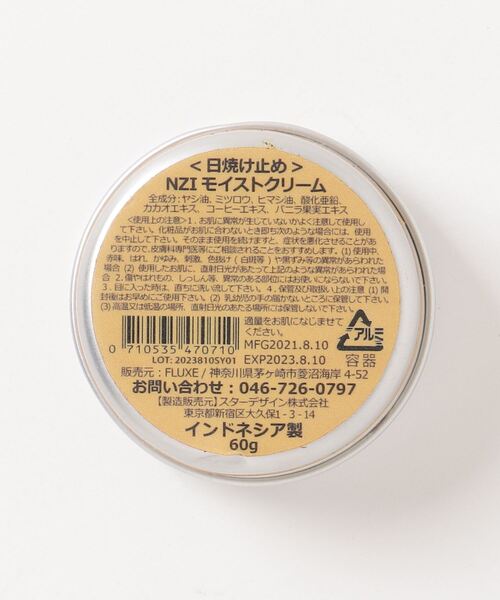 ＜日焼け止め＞
NZI モイストクリーム
全成分:ヤシ油、ミツロウ、ヒマシ油、酸化亜鉛、
カカオエキス、コーヒーエキス、バニラ果実エキス
＜使用上の注意＞1. お肌に異常が生じていないかよく注意して使用し
て下さい。化粧品がお肌に合わないとき即ち次のような場合には、使用
を中止して下さい。そのまま使用を続けますと、症状を悪化させることがあ
りますので、皮膚科専門医等にご相談されることをおすすめします。(1) 使用中、
赤味、はれ、かゆみ、刺激、色抜け（白斑等）や黒ずみ等の異常があらわれた
場合 (2) 使用したお肌に、直射日光があたって上記のような異常があらわれた場合
2. 傷やはれもの、しっしん等、異常のある部位にはお使いにならないで下さい。
3. 目に入った時は、直ちに洗い流して下さい。4. 保管及び取扱い上の注意 (1) 開
封後はお早めにご使用下さい。(2) 乳幼児の手の届かないところに保管して下さい。
(3) 高温又は低温の場所、直射日光のあたる場所には保管しないで下さい。
適量をお肌になじませて
ください。
MFG2021.8.10
EXP2023.8.10
0 710535 470710
LOT: 2023810SY01
アルミ
容器
販売元：FLUXE / 神奈川県茅ヶ崎市菱沼海岸 4-52
お問い合わせ：046-726-0797
【製造販売元】スターデザイン株式会社
東京都新宿区大久保1-3-14
インドネシア製
60g